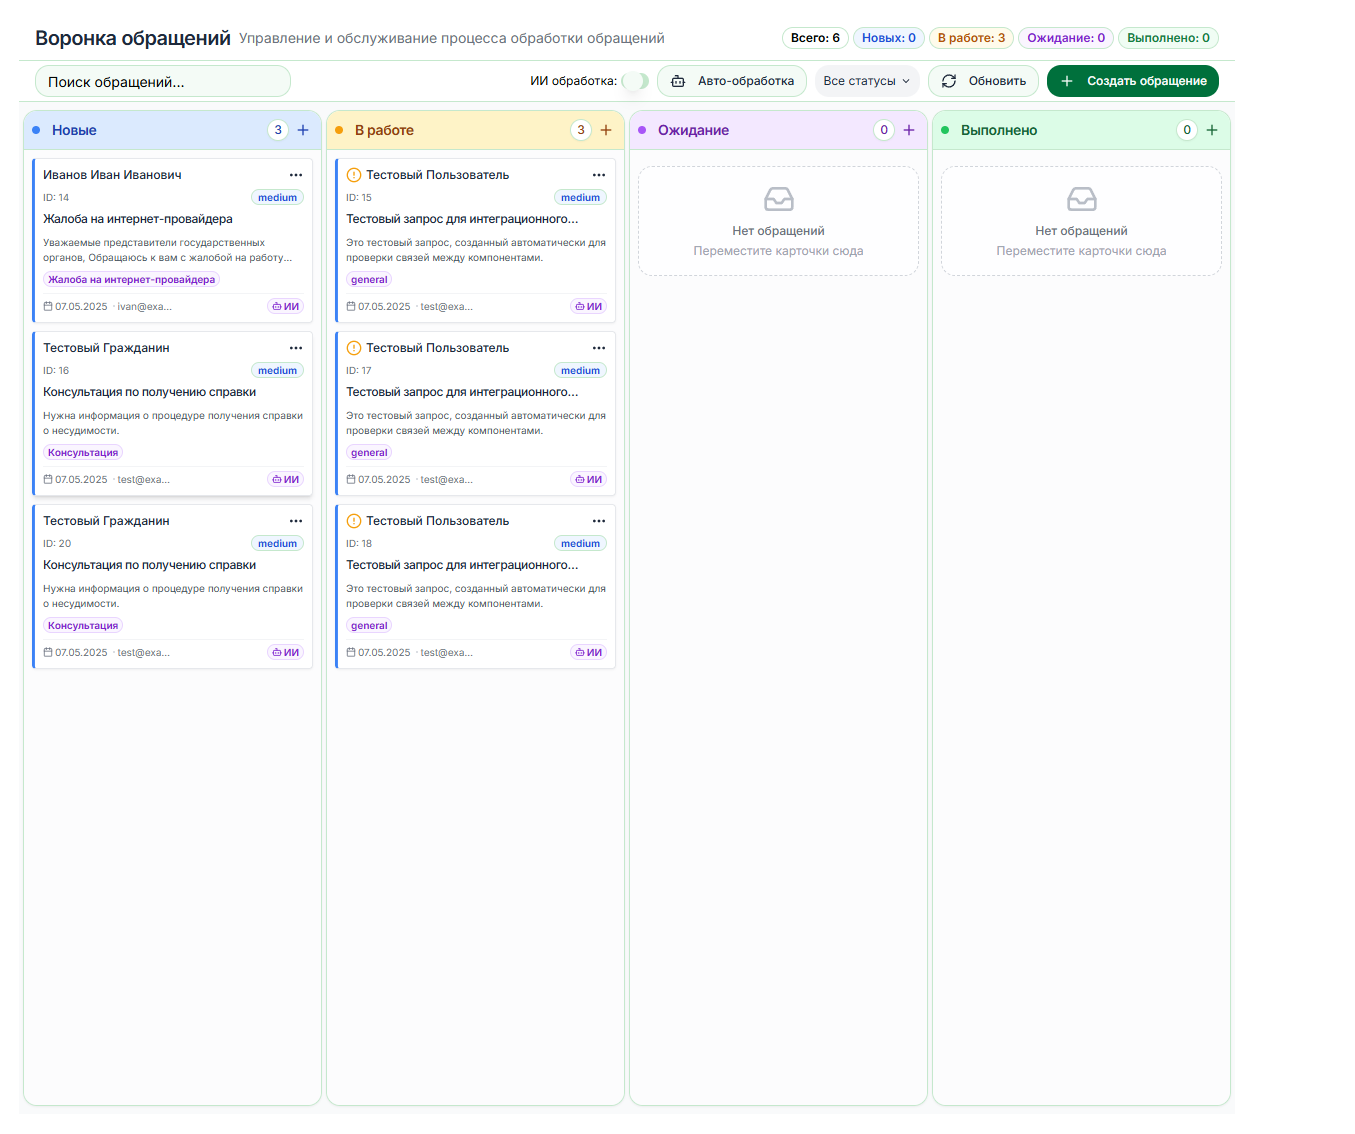 Воронка обращений Управление и обслуживание процесса обработки обращений
Всего: 6 Новых: 0 В работе: 3 Ожидание: 0 Выполнено: 0
Поиск обращений...
ИИ обработка: Авто-обработка Все статусы Обновить + Создать обращение
Новые 3 +
Иванов Иван Иванович
ID: 14 medium
Жалоба на интернет-провайдера
Уважаемые представители государственных
органов, Обращаюсь к вам с жалобой на работу...
Жалоба на интернет-провайдера
07.05.2025 · ivan@exa... ИИ
Тестовый Гражданин
ID: 16 medium
Консультация по получению справки
Нужна информация о процедуре получения справки
о несудимости.
Консультация
07.05.2025 · test@exa... ИИ
Тестовый Гражданин
ID: 20 medium
Консультация по получению справки
Нужна информация о процедуре получения справки
о несудимости.
Консультация
07.05.2025 · test@exa... ИИ
В работе 3 +
Тестовый Пользователь
ID: 15 medium
Тестовый запрос для интеграционного...
Это тестовый запрос, созданный автоматически для
проверки связей между компонентами.
general
07.05.2025 · test@exa... ИИ
Тестовый Пользователь
ID: 17 medium
Тестовый запрос для интеграционного...
Это тестовый запрос, созданный автоматически для
проверки связей между компонентами.
general
07.05.2025 · test@exa... ИИ
Тестовый Пользователь
ID: 18 medium
Тестовый запрос для интеграционного...
Это тестовый запрос, созданный автоматически для
проверки связей между компонентами.
general
07.05.2025 · test@exa... ИИ
Ожидание 0 +
Нет обращений
Переместите карточки сюда
Выполнено 0 +
Нет обращений
Переместите карточки сюда